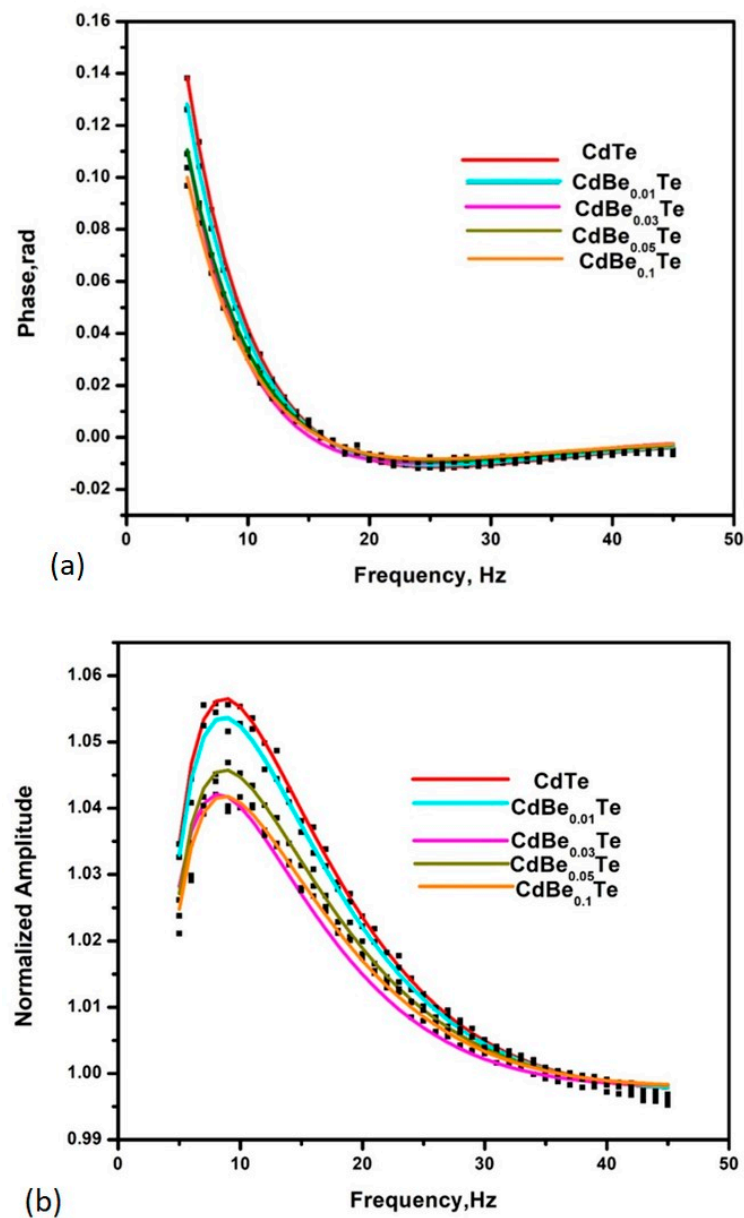 0.14
0.12
0.10
0.08
0.06
0.04
0.02
0.00
-0.02
Phase,rad
CdTe
CdBe0.01Te
CdBe0.03Te
CdBe0.05Te
CdBe0.1Te
0 10 20 30 40 50
Frequency, Hz
(a)
1.06
1.05
1.04
1.03
1.02
1.01
1.00
0.99
Normalized Amplitude
CdTe
CdBe0.01Te
CdBe0.03Te
CdBe0.05Te
CdBe0.1Te
0 10 20 30 40 50
Frequency,Hz
(b)